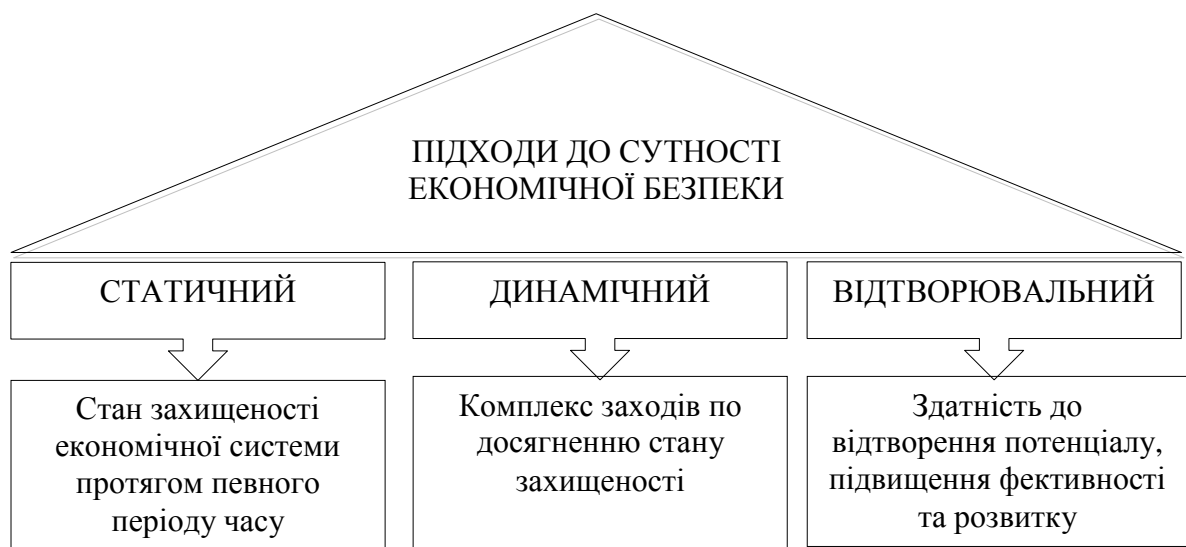 ПІДХОДИ ДО СУТНОСТІ
ЕКОНОМІЧНОЇ БЕЗПЕКИ
СТАТИЧНИЙ
ДИНАМІЧНИЙ
ВІДТВОРЮВАЛЬНИЙ
Стан захищеності
економічної системи
протягом певного
періоду часу
Комплекс заходів по
досягненню стану
захищеності
Здатність до
відтворення потенціалу,
підвищення фективності
та розвитку